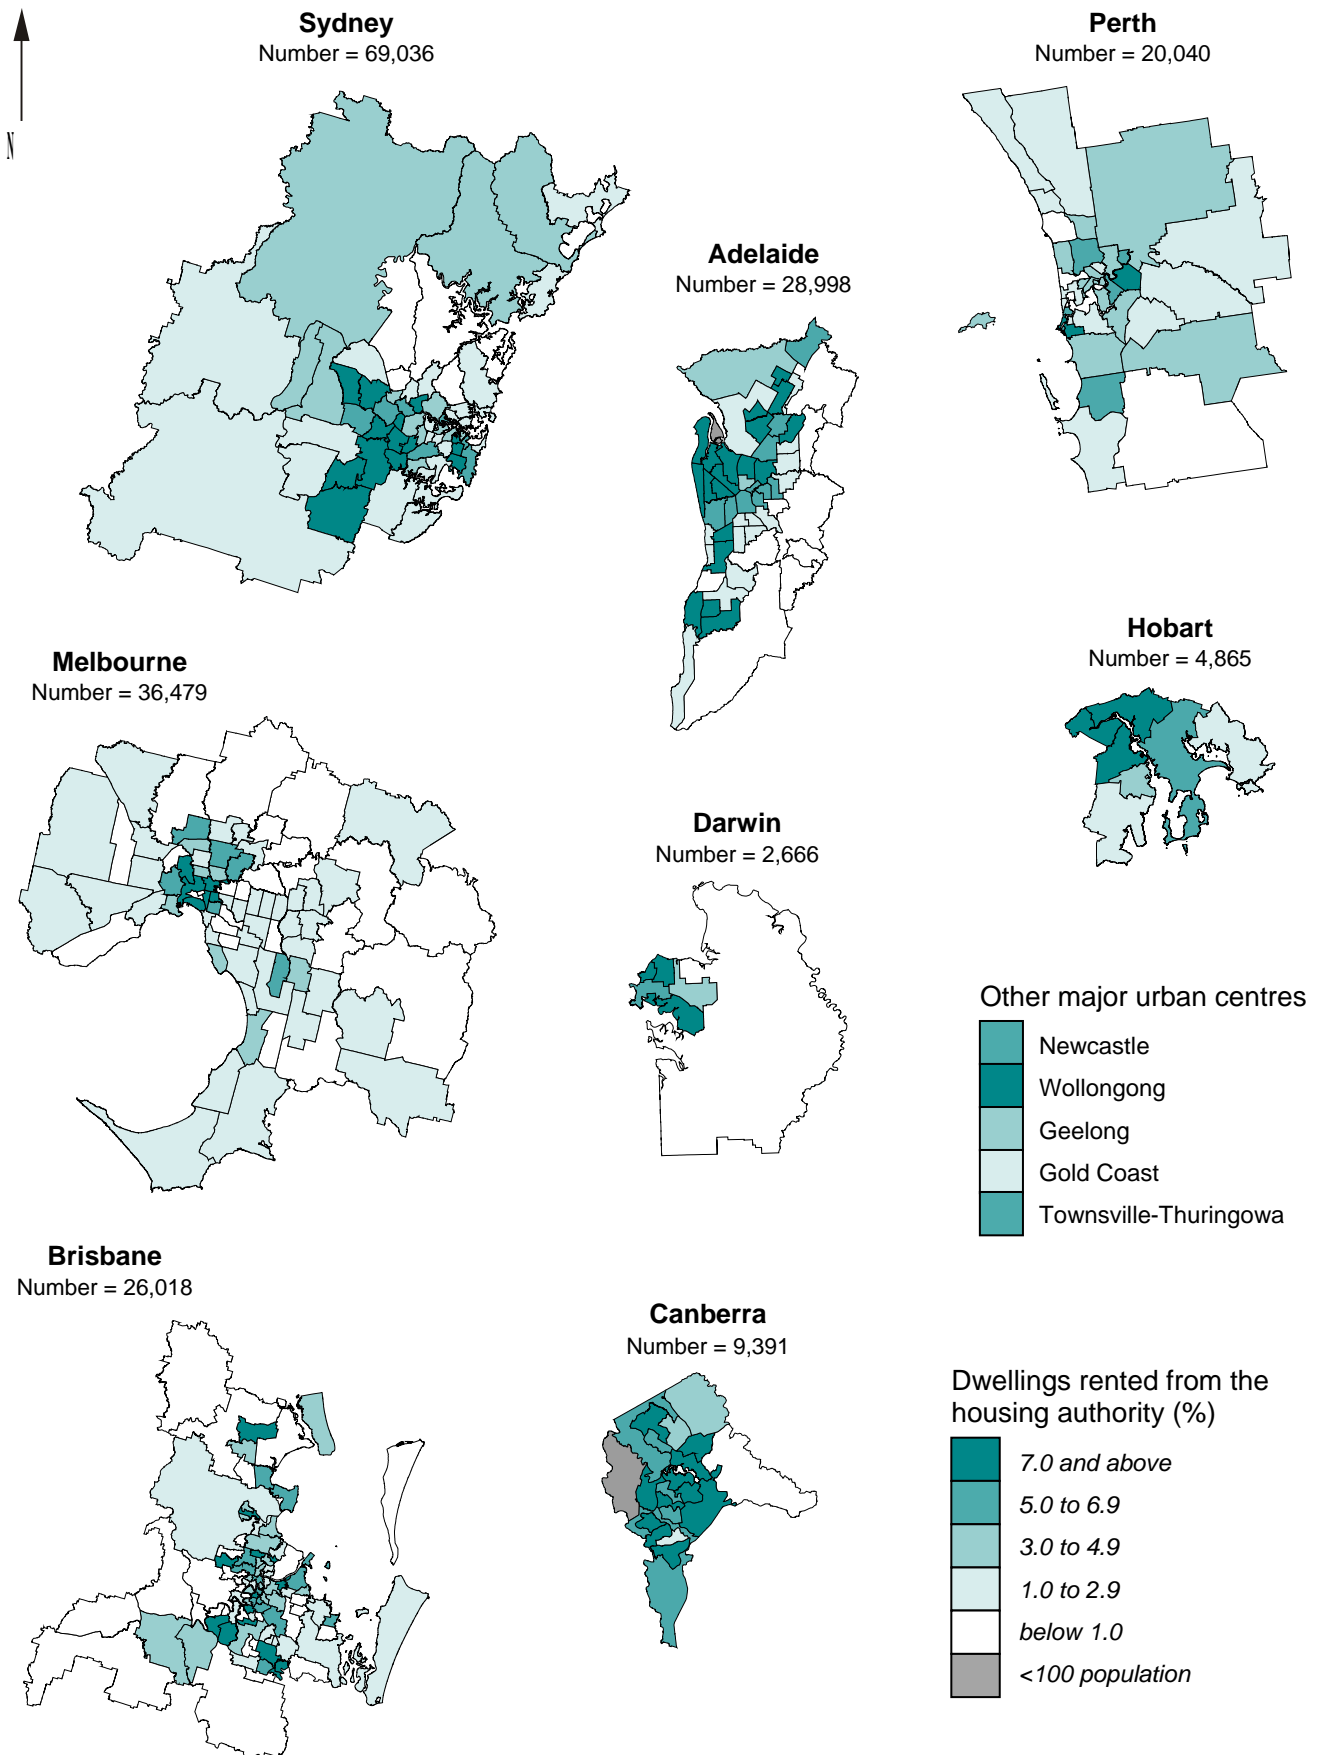 Sydney
Number = 69,036
Perth
Number = 20,040
N
Adelaide
Number = 28,998
Hobart
Number = 4,865
Melbourne
Number = 36,479
Darwin
Number = 2,666
Other major urban centres
Newcastle
Wollongong
Geelong
Gold Coast
Townsville-Thuringowa
Brisbane
Number = 26,018
Canberra
Number = 9,391
Dwellings rented from the
housing authority (%)
7.0 and above
5.0 to 6.9
3.0 to 4.9
1.0 to 2.9
below 1.0
<100 population